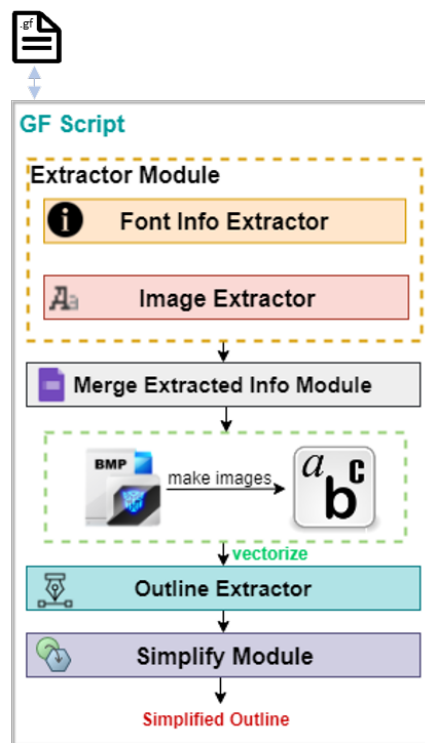 .gf
GF Script
Extractor Module
Font Info Extractor
Image Extractor
Merge Extracted Info Module
BMP
make images
a b c
vectorize
Outline Extractor
Simplify Module
Simplified Outline